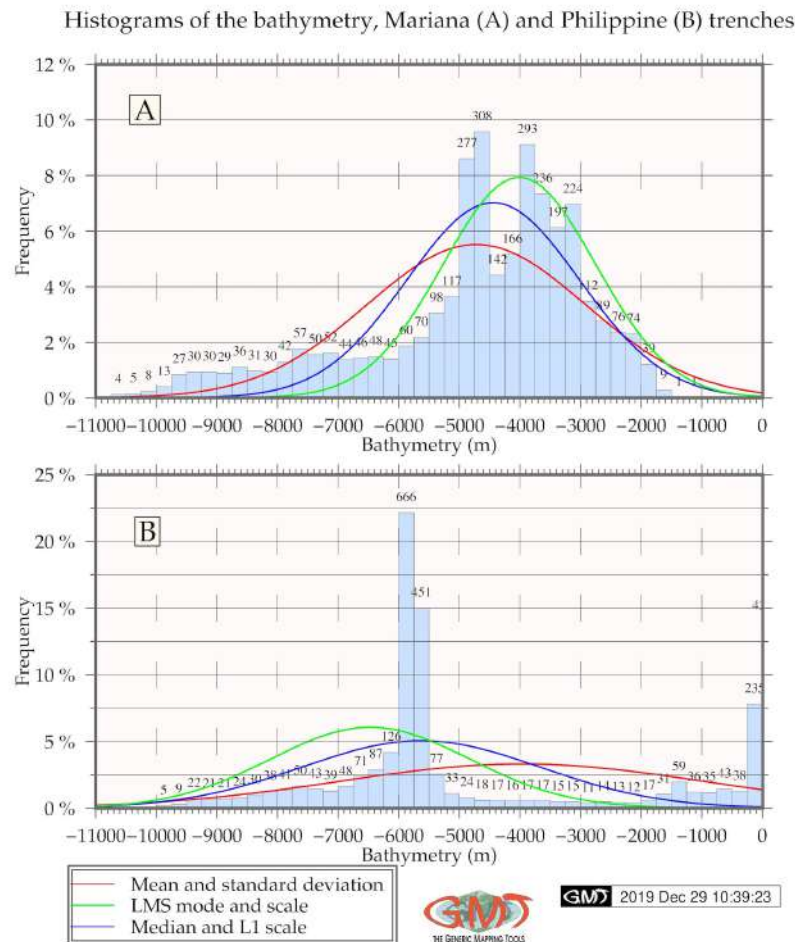 Histograms of the bathymetry, Mariana (A) and Philippine (B) trenches
12 %
10 %
8 %
6 %
4 %
2 %
0 %
Frequency
A
4 5 8 13 27 30 30 29 36 31 30 42 57 50 52 44 46 48 45 60 70 98 117 277 308 142 166 293 236 197 224 112 89 76 74 39 9 1 1
−11000 −10000 −9000 −8000 −7000 −6000 −5000 −4000 −3000 −2000 −1000 0
Bathymetry (m)
25 %
20 %
15 %
10 %
5 %
0 %
Frequency
B
5 9 22 21 21 24 30 38 41 50 43 39 48 71 87 126 666 451 77 33 24 18 17 16 17 17 15 15 11 14 13 12 17 31 59 36 35 43 38 235
−11000 −10000 −9000 −8000 −7000 −6000 −5000 −4000 −3000 −2000 −1000 0
Bathymetry (m)
Mean and standard deviation
LMS mode and scale
Median and L1 scale
GMT
THE GENERIC MAPPING TOOLS
GMT 2019 Dec 29 10:39:23